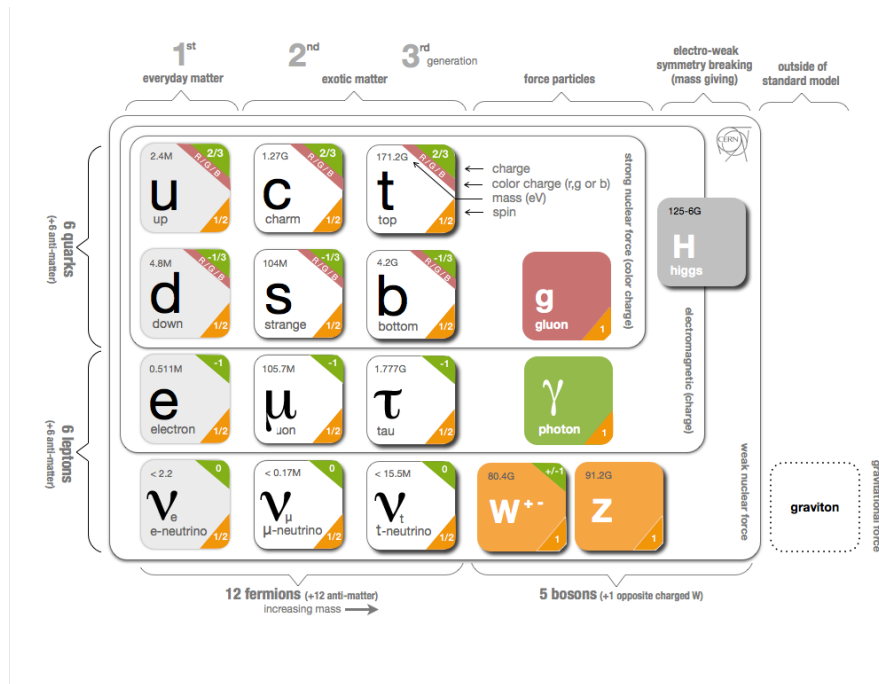 1st
everyday matter
2nd
3rd generation
exotic matter
force particles
electro-weak
symmetry breaking
(mass giving)
outside of
standard model
CERN
6 quarks
(+6 anti-matter)
2.4M
2/3
R/G/B
u
up
1/2
1.27G
2/3
R/G/B
c
charm
1/2
171.2G
2/3
R/G/B
t
top
1/2
charge
color charge (r,g or b)
mass (eV)
spin
strong nuclear force (color charge)
125-6G
H
higgs
4.8M
-1/3
R/G/B
d
down
1/2
104M
-1/3
R/G/B
s
strange
1/2
4.2G
-1/3
R/G/B
b
bottom
1/2
g
gluon
1
electromagnetic (charge)
6 leptons
(+6 anti-matter)
0.511M
-1
e
electron
1/2
105.7M
-1
μ
uon
1/2
1.777G
-1
τ
tau
1/2
γ
photon
1
weak nuclear force
< 2.2
0
νe
e-neutrino
1/2
< 0.17M
0
νμ
μ-neutrino
1/2
< 15.5M
0
νt
t-neutrino
1/2
80.4G
+/-1
W+-
1
91.2G
Z
1
graviton
gravitational force
12 fermions (+12 anti-matter)
increasing mass
5 bosons (+1 opposite charged W)